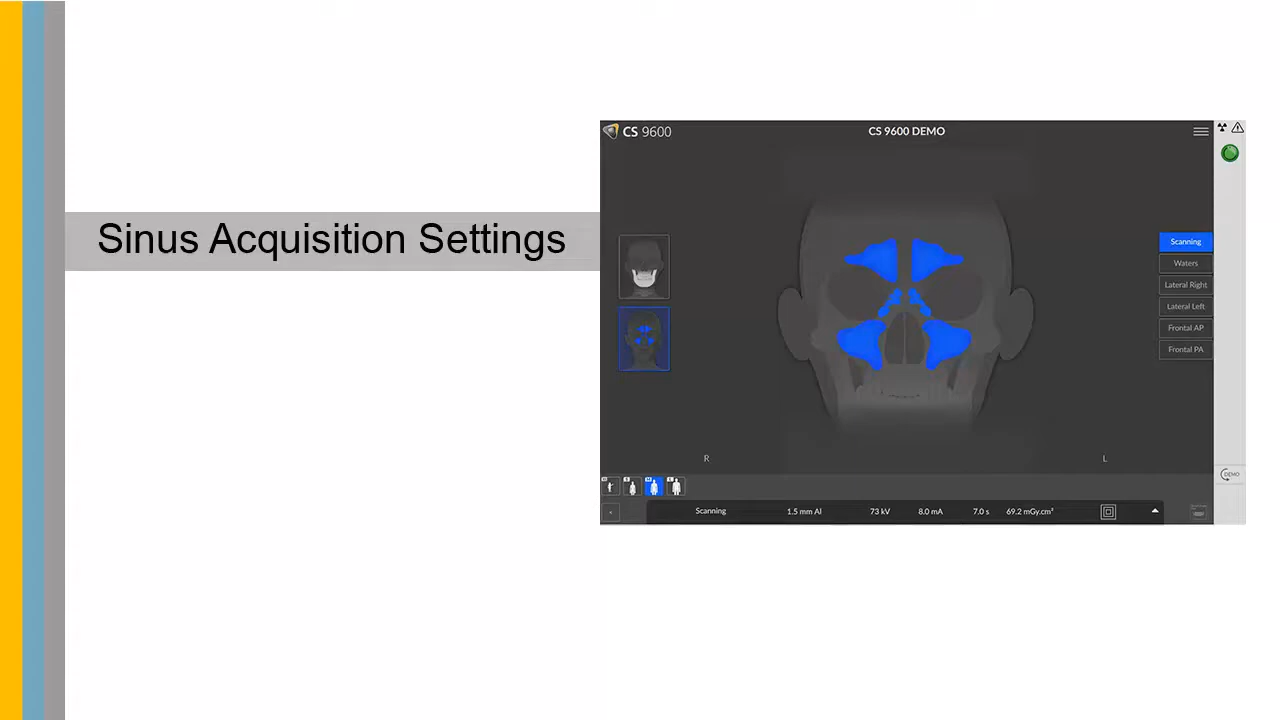 CS 9600
CS 9600 DEMO
Sinus Acquisition Settings
Scanning
Waters
Lateral Right
Lateral Left
Frontal AP
Frontal PA
R
L
DEMO
Scanning 1.5 mm Al 73 kV 8.0 mA 7.0 s 69.2 mGy.cm²